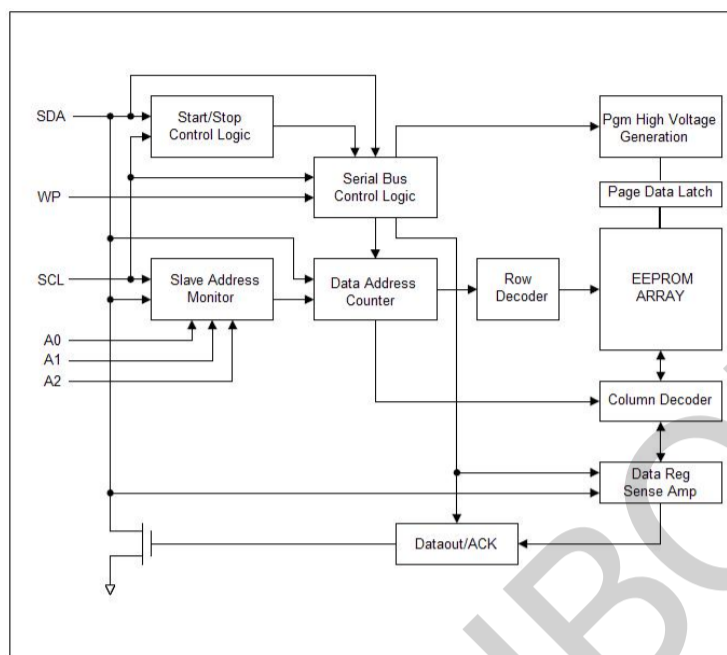 SDA
Start/Stop
Control Logic
Pgm High Voltage
Generation
WP
Serial Bus
Control Logic
Page Data Latch
SCL
Slave Address
Monitor
Data Address
Counter
Row
Decoder
EEPROM
ARRAY
A0
A1
A2
Column Decoder
Data Reg
Sense Amp
Dataout/ACK